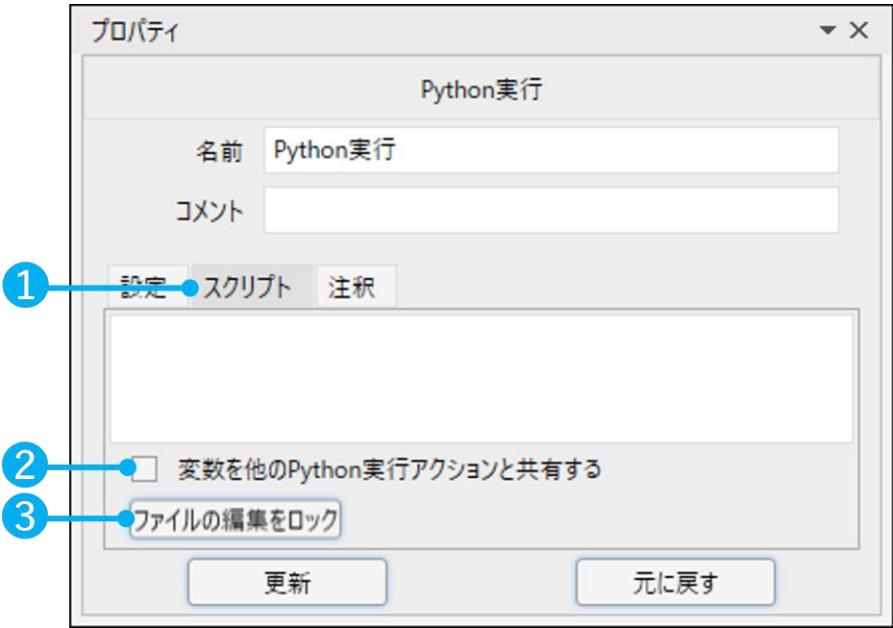 プロパティ
Python実行
名前 Python実行
コメント
1 設定 スクリプト 注釈
2 変数を他のPython実行アクションと共有する
3 ファイルの編集をロック
更新 元に戻す